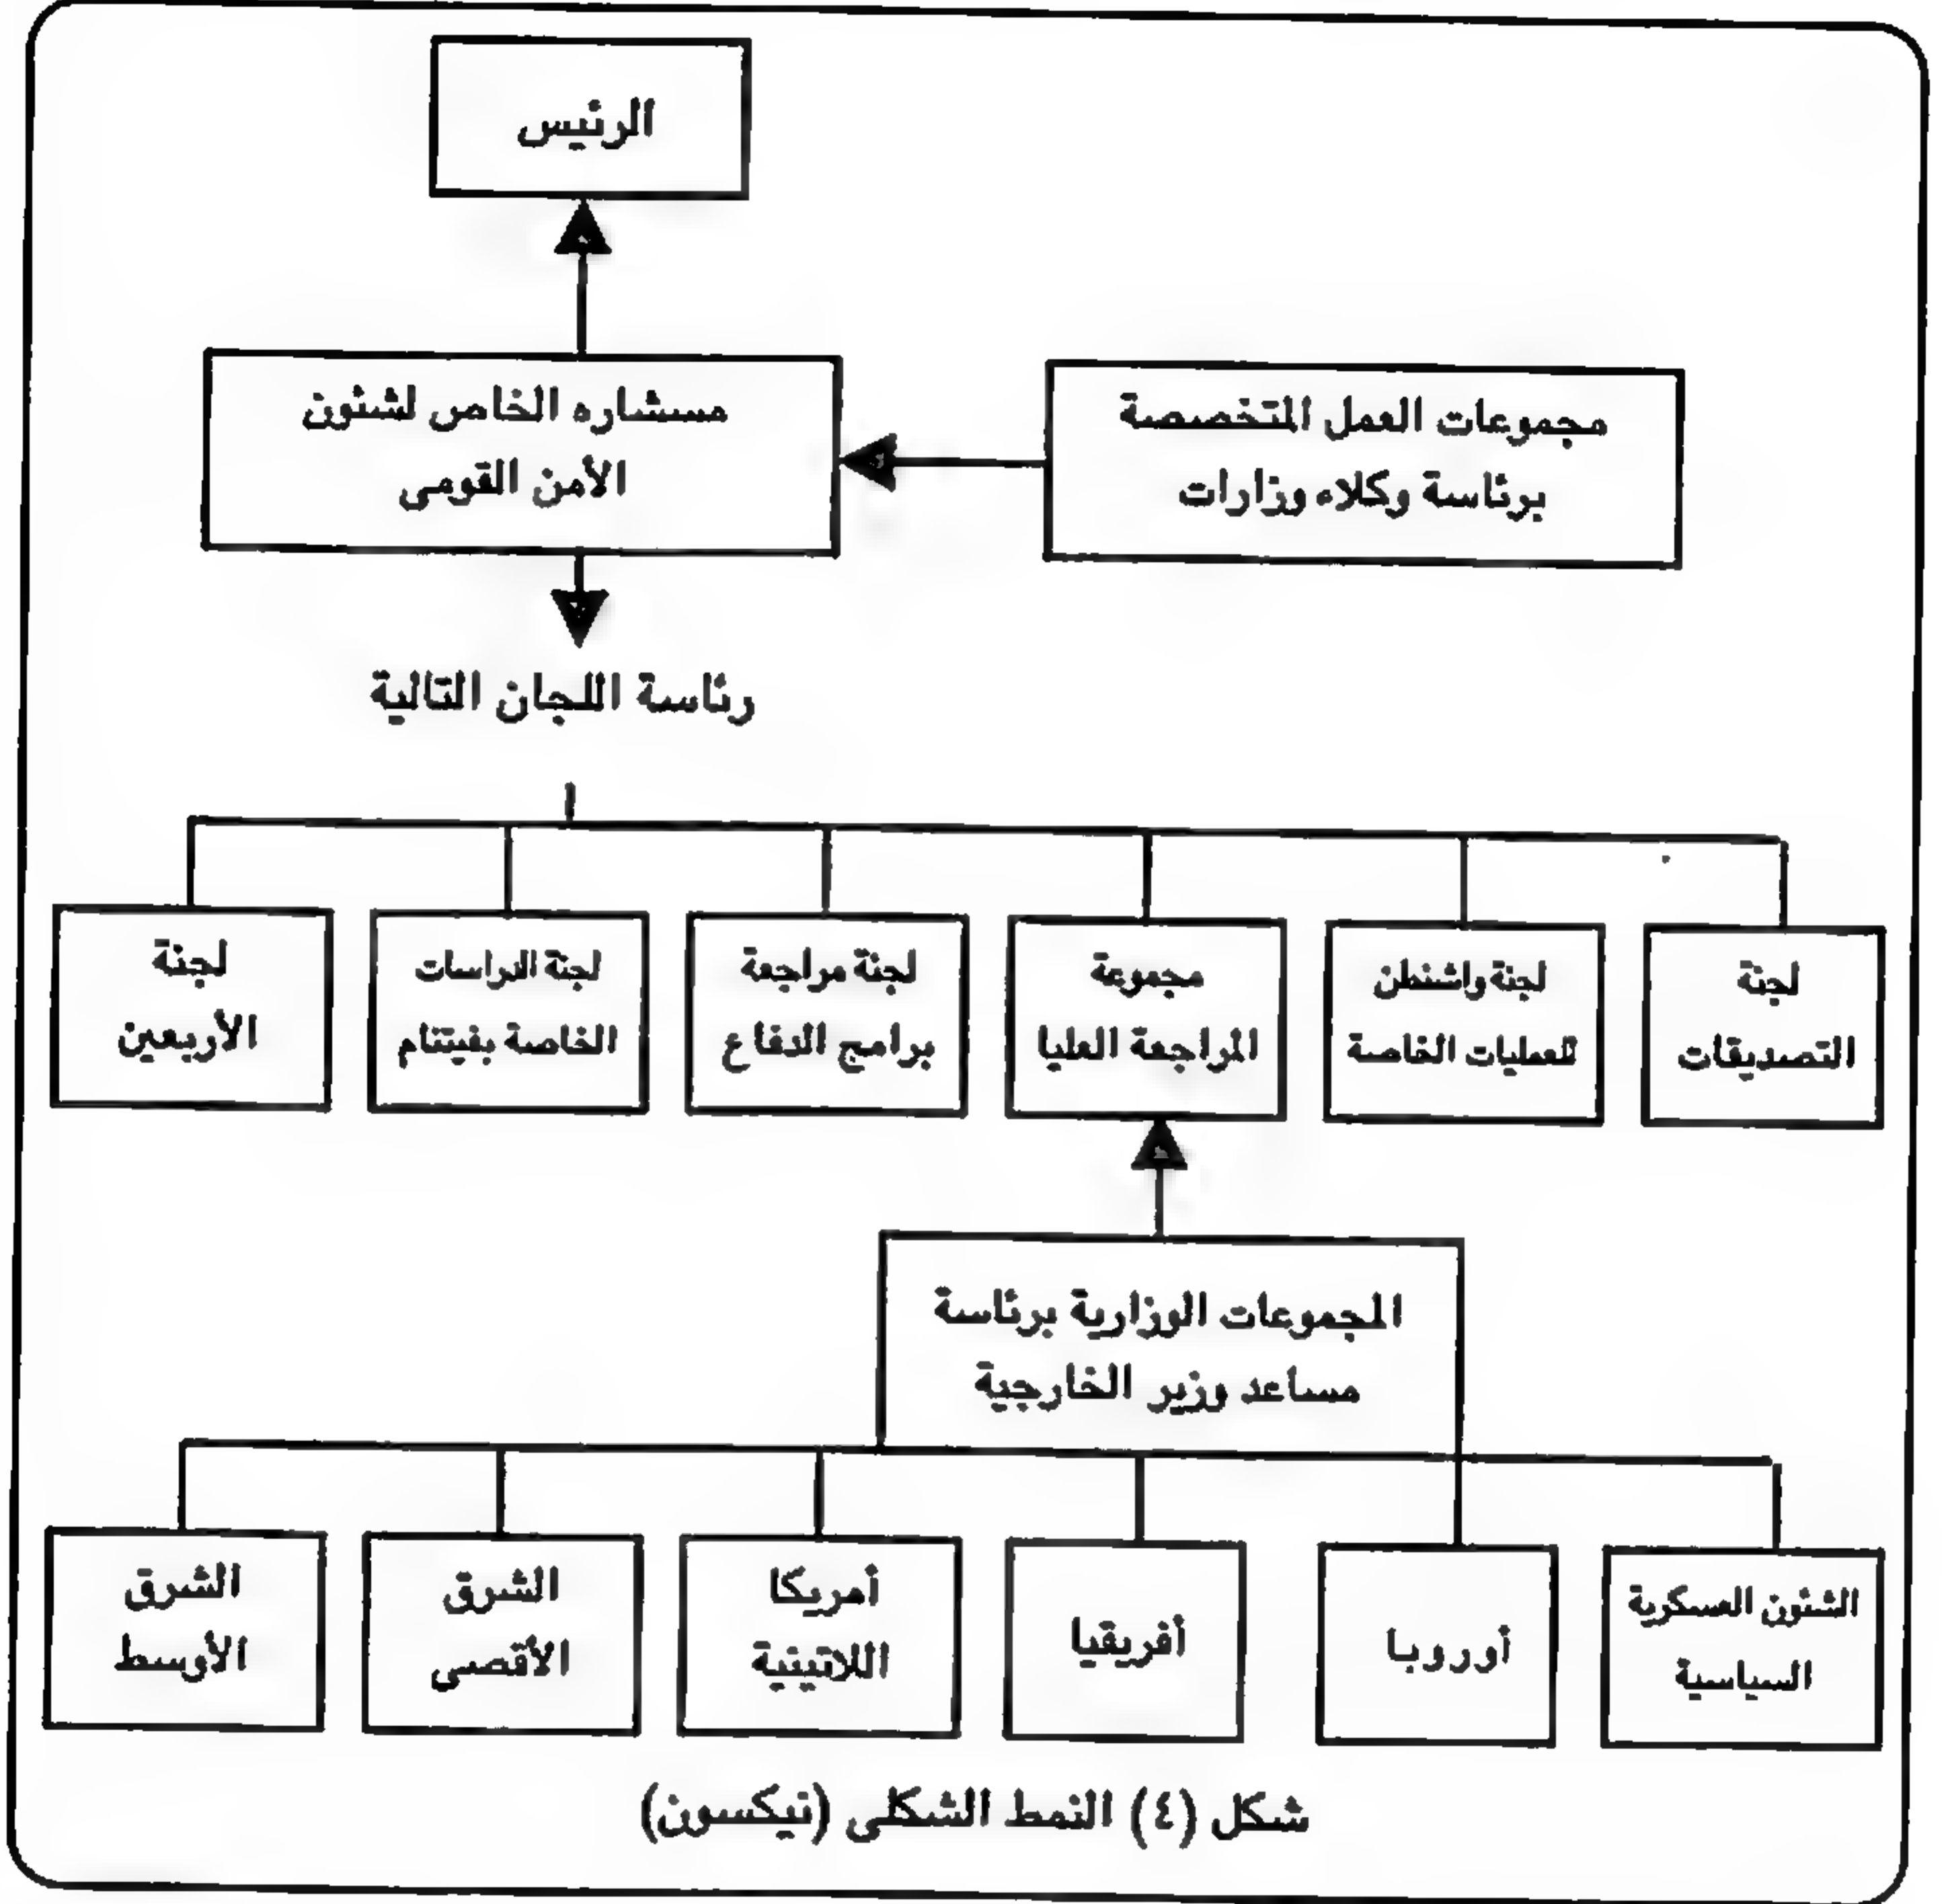 الرئيس
مجموعات العمل المتخصصة
برئاسة وكلاء وزارات
مستشاره الخاص لشئون
الأمن القومى
رئاسة اللجان التالية
لجنة
التصديقات
لجنة واشنطن
للعمليات الخاصة
مجموعة
المراجعة العليا
لجنة مراجعة
برامج الدفاع
لجنة الدراسات
الخاصة بفيتنام
لجنة
الأربعين
المجموعات الوزارية برئاسة
مساعد وزير الخارجية
الشئون العسكرية
السياسية
أوروبا
أفريقيا
أمريكا
اللاتينية
الشرق
الأقصى
الشرق
الأوسط
شكل (٤) النمط الشكلى (نيكسون)